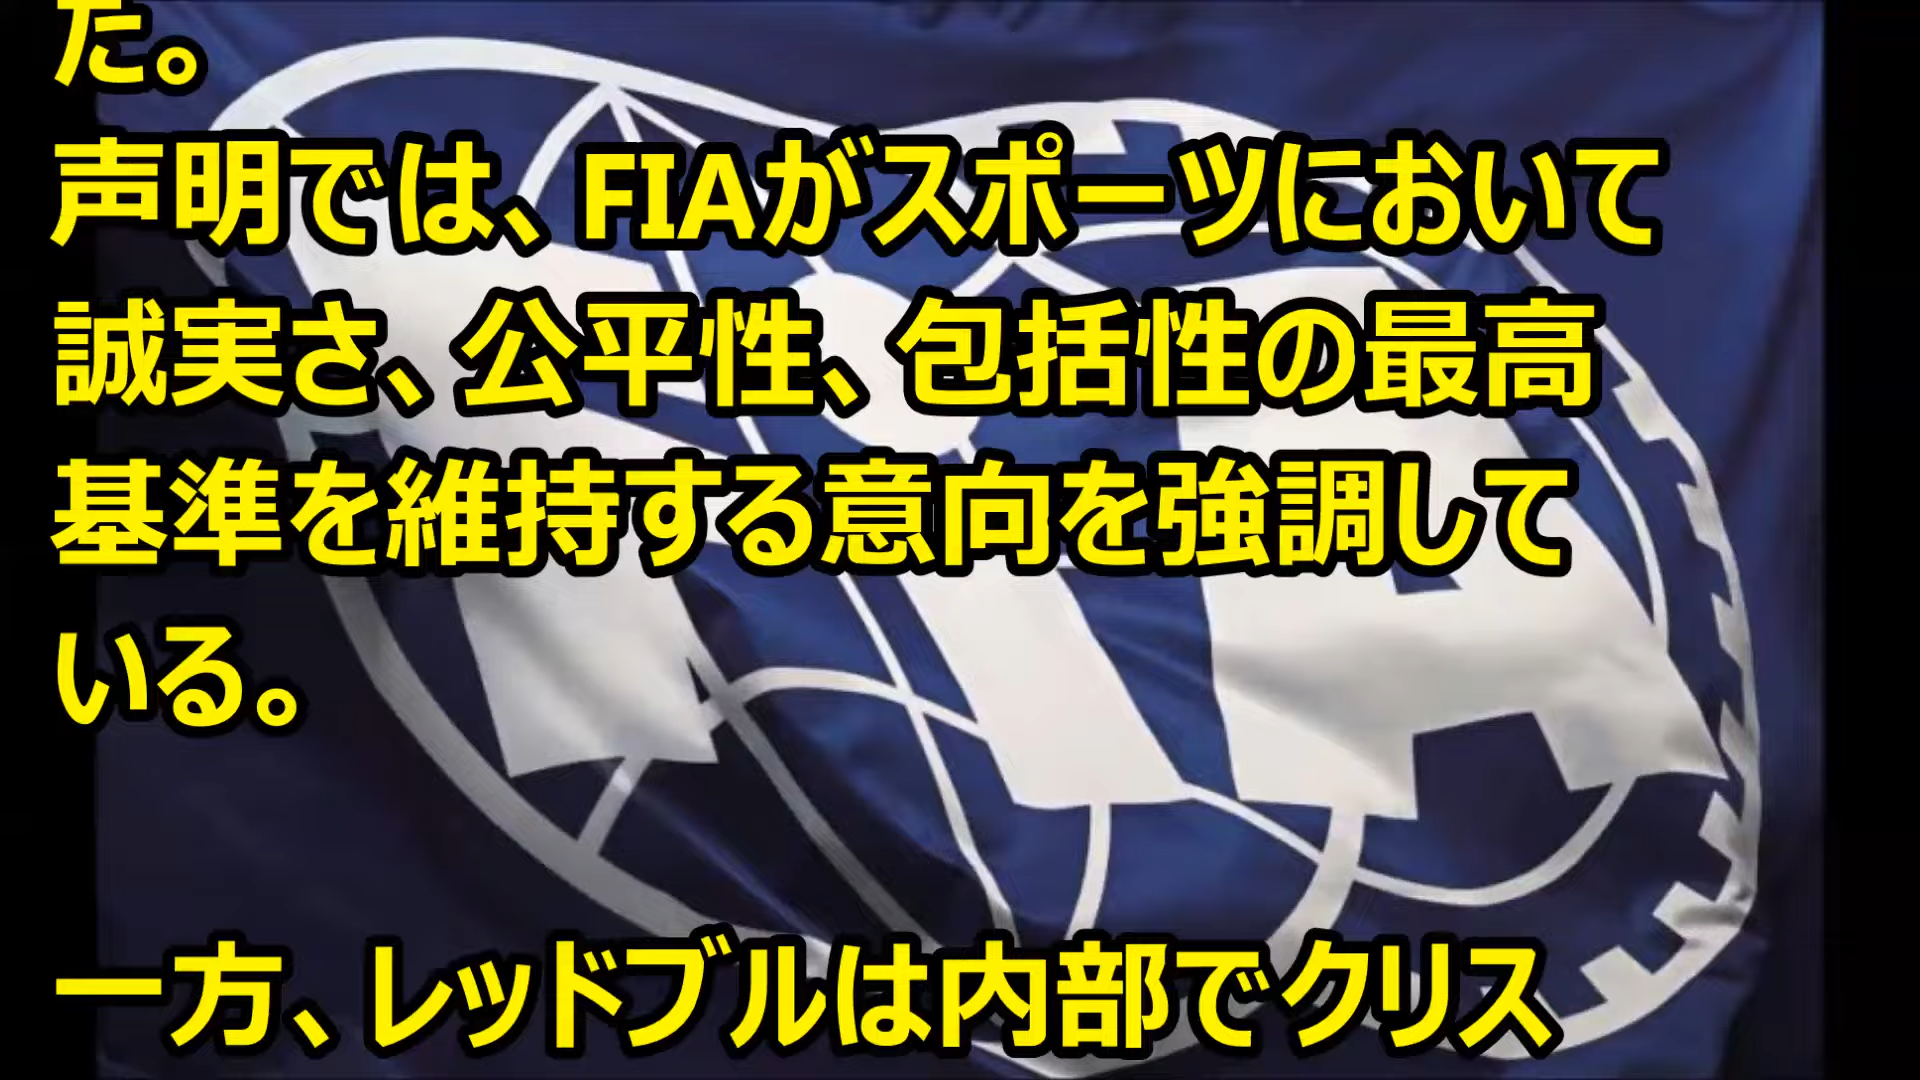 た。
声明では、FIAがスポーツにおいて
誠実さ、公平性、包括性の最高
基準を維持する意向を強調して
いる。
一方、レッドブルは内部でクリス
FIA